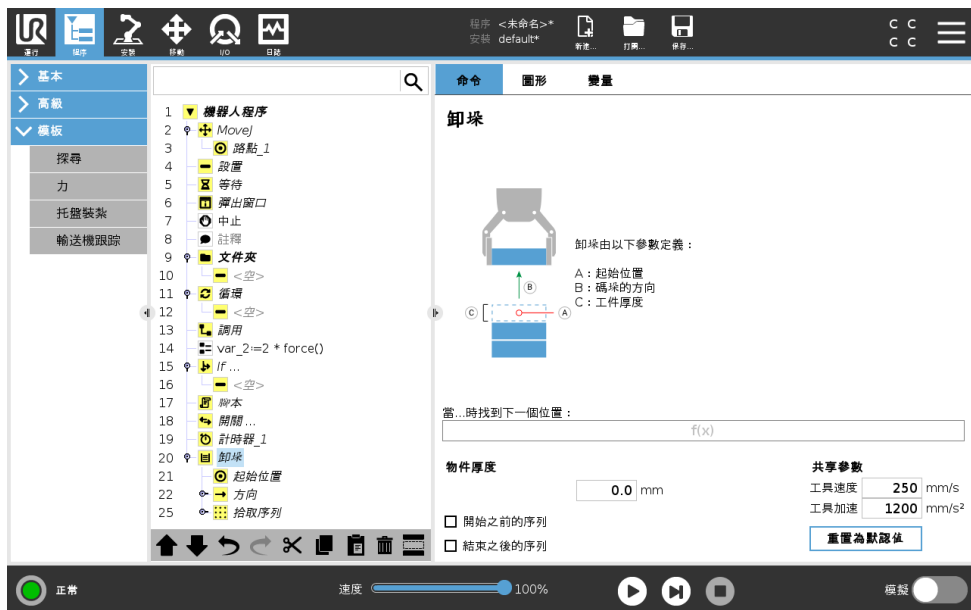 程序 <未命名>*
安裝 default*
C C
C C
運行
程序
安裝
移動
I/O
日誌
新建...
打開...
保存...
基本
高級
模板
探尋
力
托盤裝紮
輸送機跟踪
1 機器人程序
2 MoveJ
3 路點_1
4 設置
5 等待
6 彈出窗口
7 中止
8 註釋
9 文件夾
10 <空>
11 循環
12 <空>
13 調用
14 var_2:=2 * force()
15 If ...
16 <空>
17 腳本
18 開關 ...
19 計時器_1
20 卸垛
21 起始位置
22 方向
25 拾取序列
命令 圖形 變量
卸垛
B
C
A
卸垛由以下參數定義：
A：起始位置
B：碼垛的方向
C：工件厚度
當...時找到下一個位置：
f(x)
物件厚度
0.0 mm
開始之前的序列
結束之後的序列
共享參數
工具速度 250 mm/s
工具加速 1200 mm/s²
重置為默認值
正常
速度 100%
模擬